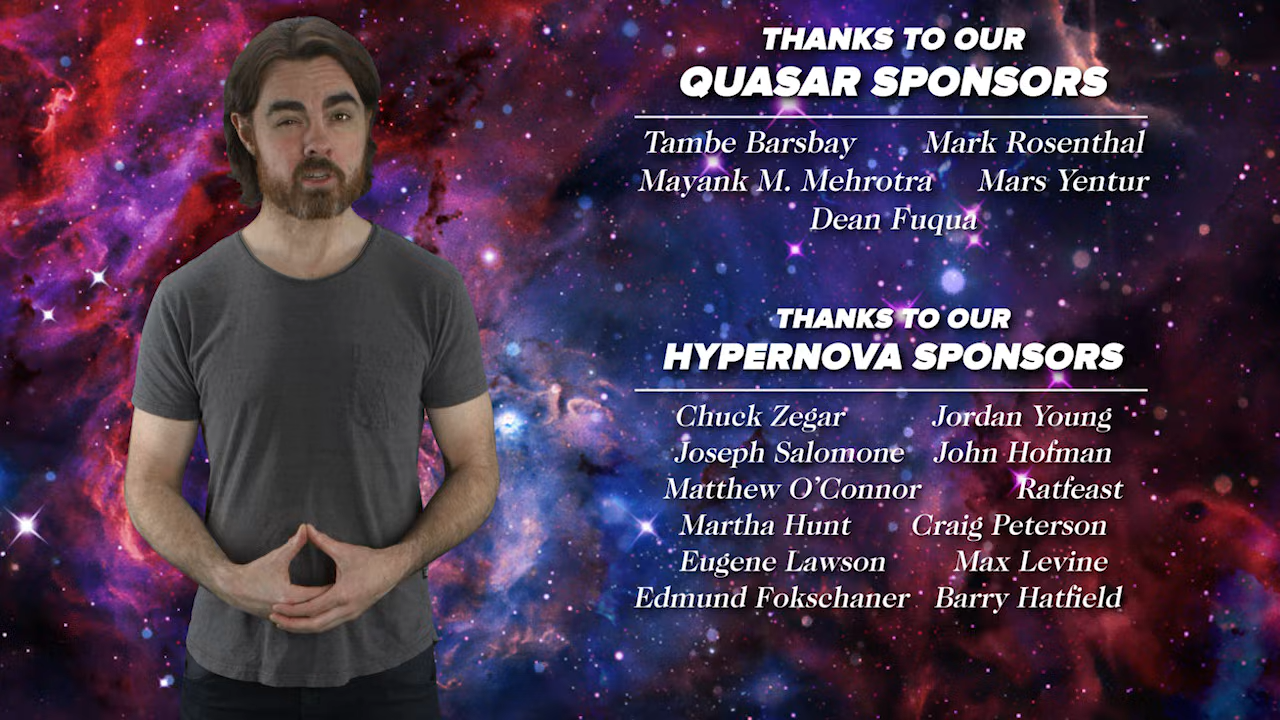 THANKS TO OUR
QUASAR SPONSORS
Tambe Barsbay Mark Rosenthal
Mayank M. Mehrotra Mars Yentur
Dean Fuqua
THANKS TO OUR
HYPERNOVA SPONSORS
Chuck Zegar Jordan Young
Joseph Salomone John Hofman
Matthew O’Connor Ratfeast
Martha Hunt Craig Peterson
Eugene Lawson Max Levine
Edmund Fokschaner Barry Hatfield